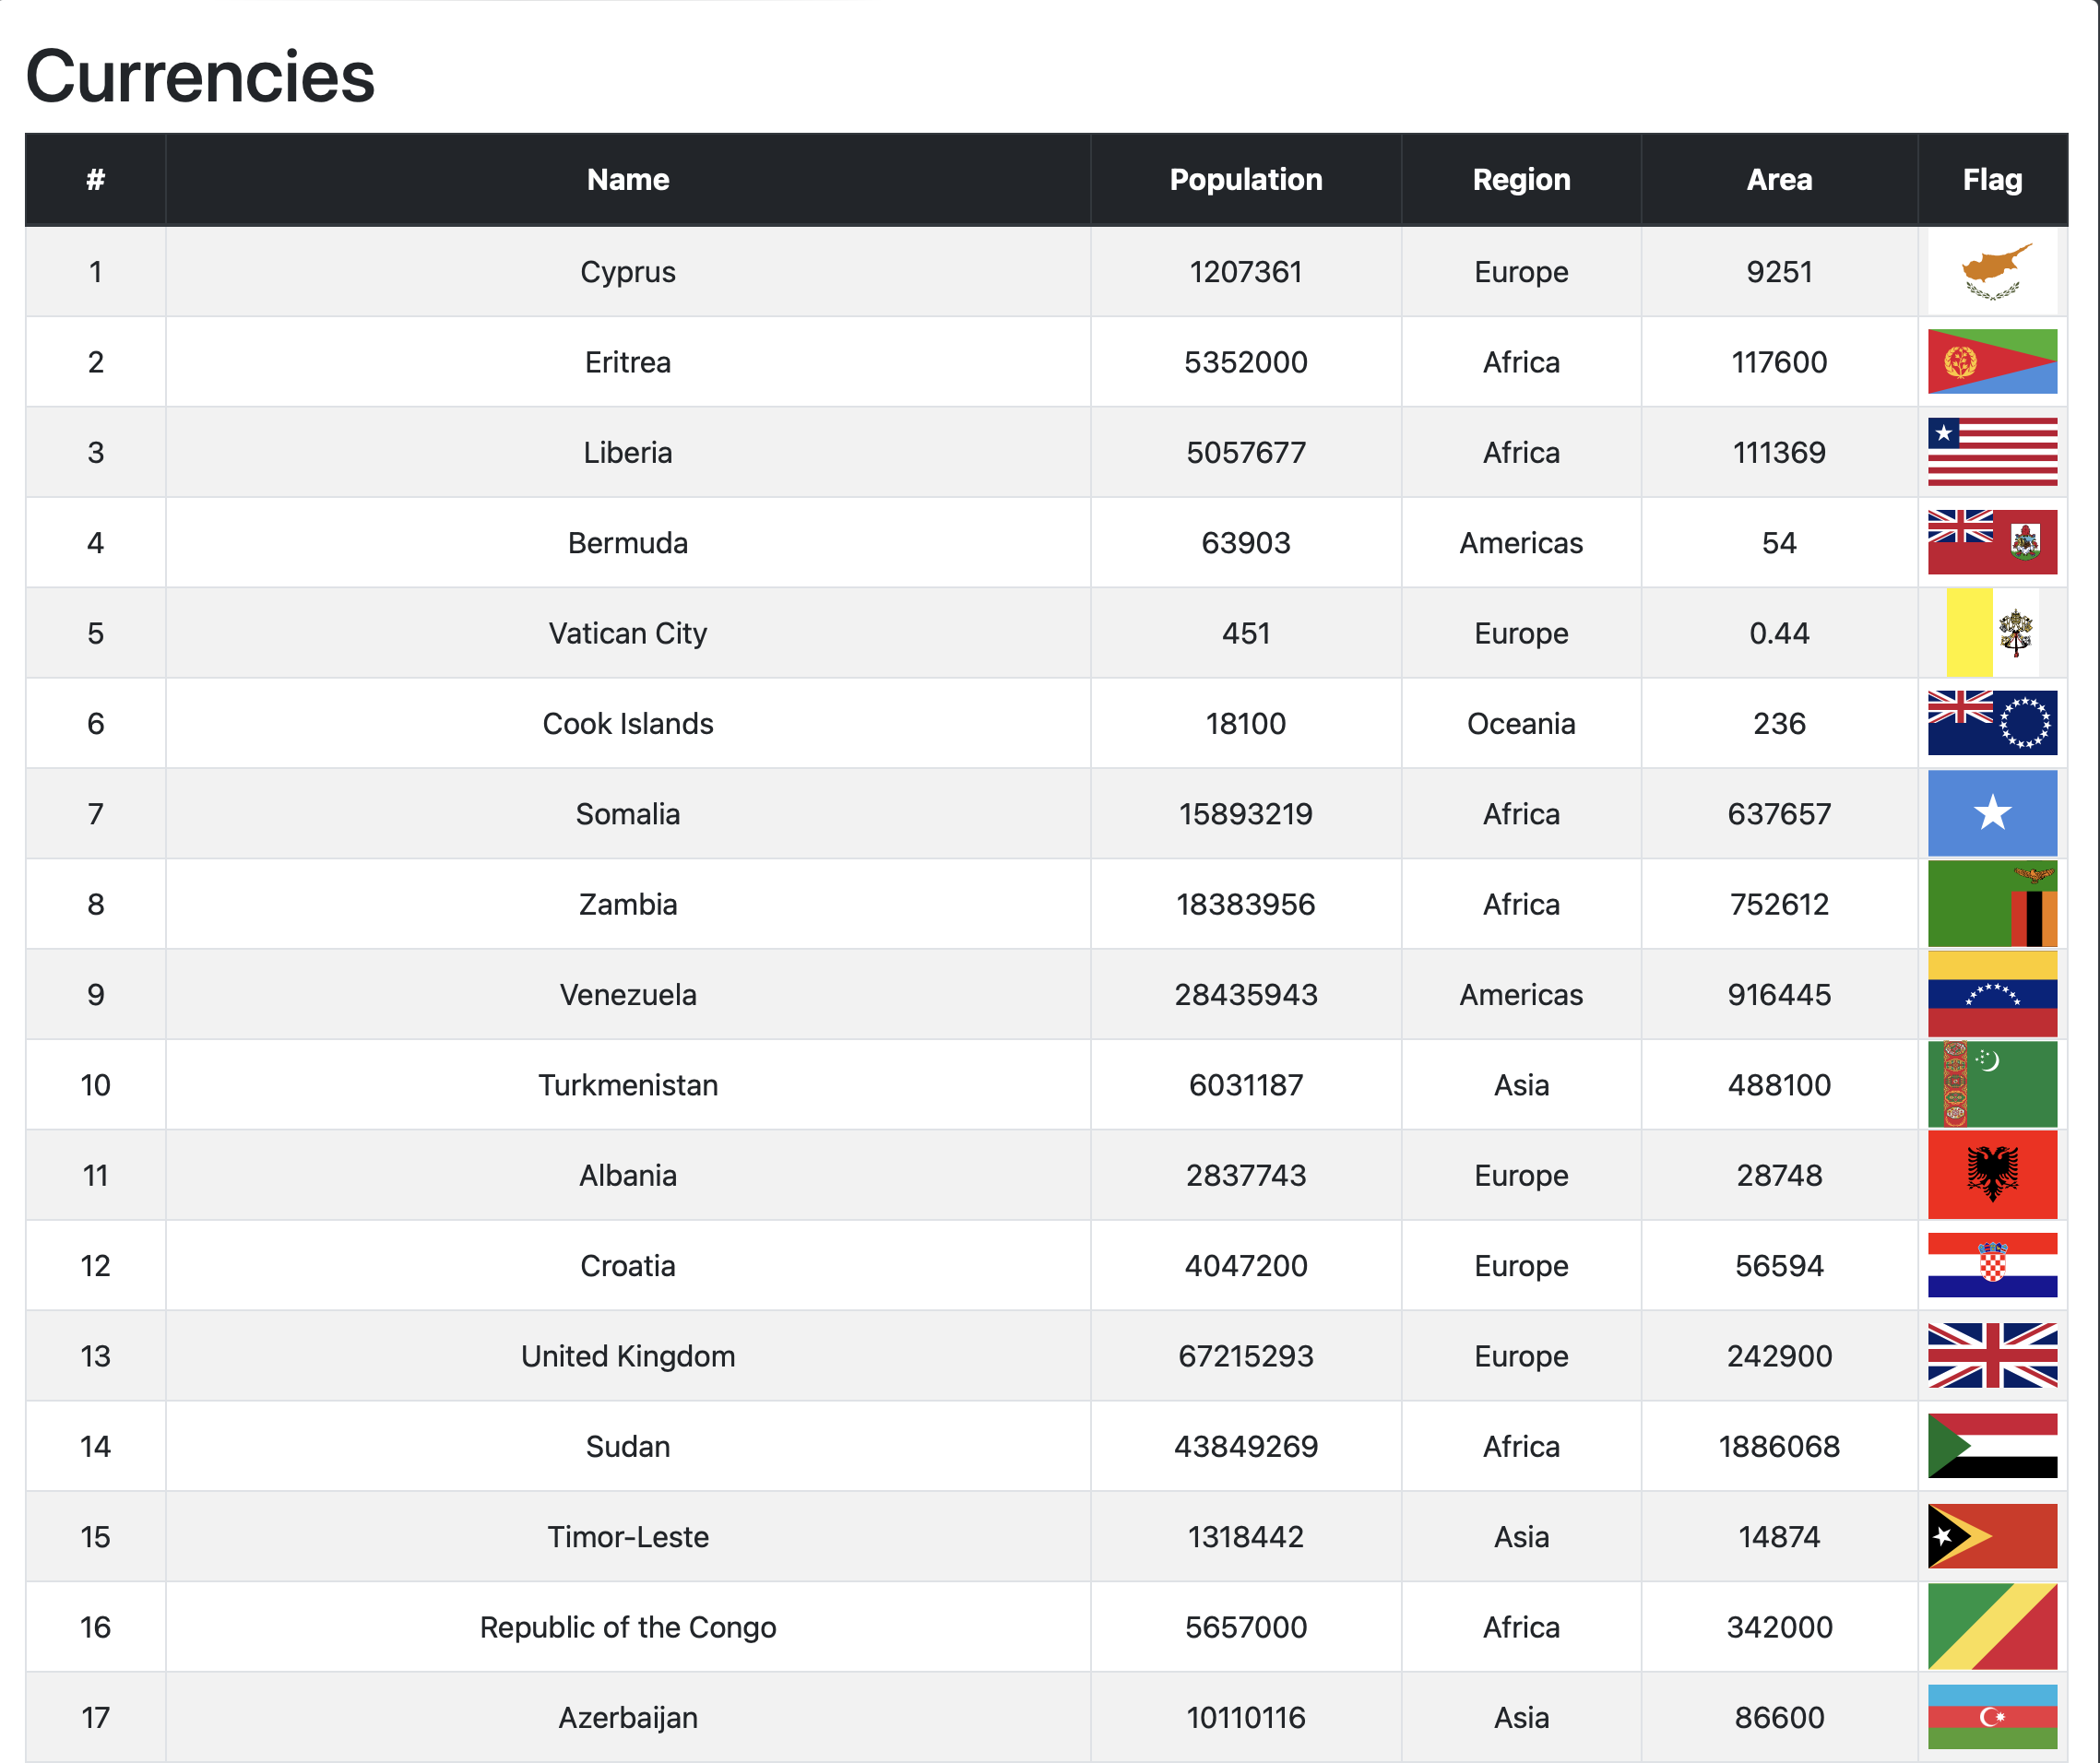 Currencies
# Name Population Region Area Flag
1 Cyprus 1207361 Europe 9251
2 Eritrea 5352000 Africa 117600
3 Liberia 5057677 Africa 111369
4 Bermuda 63903 Americas 54
5 Vatican City 451 Europe 0.44
6 Cook Islands 18100 Oceania 236
7 Somalia 15893219 Africa 637657
8 Zambia 18383956 Africa 752612
9 Venezuela 28435943 Americas 916445
10 Turkmenistan 6031187 Asia 488100
11 Albania 2837743 Europe 28748
12 Croatia 4047200 Europe 56594
13 United Kingdom 67215293 Europe 242900
14 Sudan 43849269 Africa 1886068
15 Timor-Leste 1318442 Asia 14874
16 Republic of the Congo 5657000 Africa 342000
17 Azerbaijan 10110116 Asia 86600